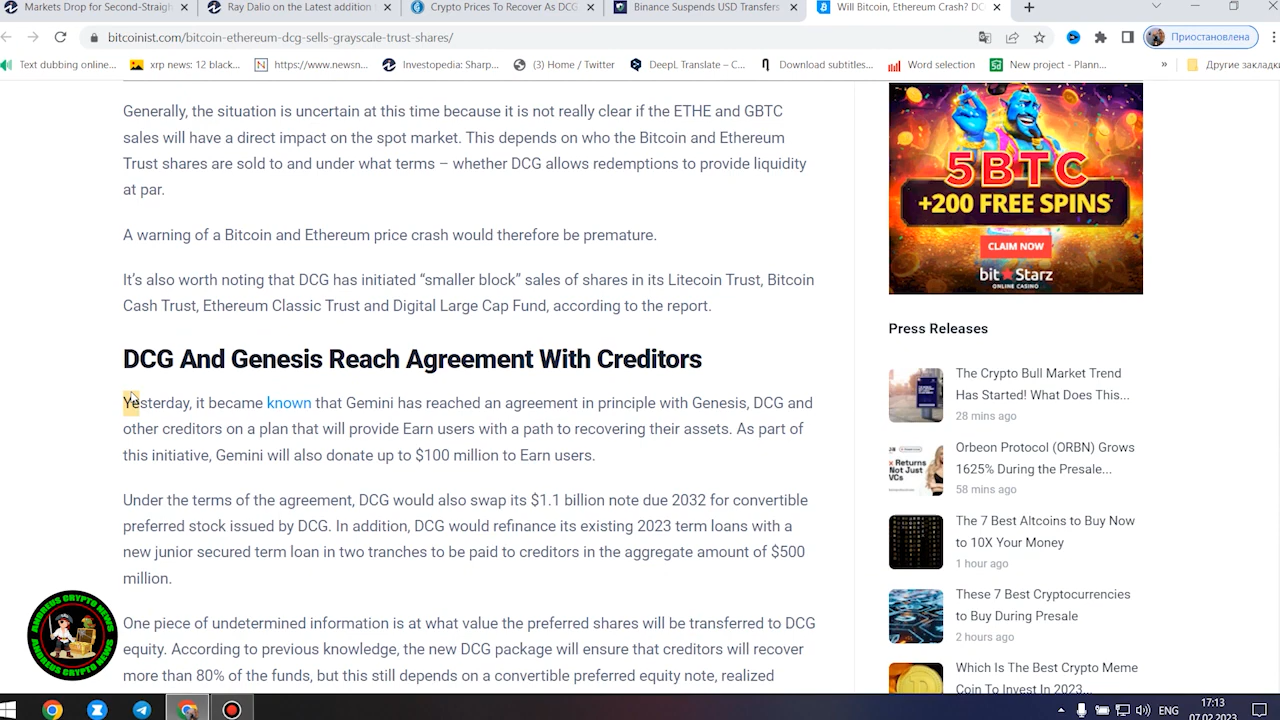 Markets Drop for Second-Straigh
Ray Dalio on the Latest addition
Crypto Prices To Recover As DCG
Binance Suspends USD Transfers
Will Bitcoin, Ethereum Crash? DC
bitcoinist.com/bitcoin-ethereum-dcg-sells-grayscale-trust-shares/
Приостановлена
Text dubbing online...
xrp news: 12 black...
https://www.newsn...
Investopedia: Sharp...
(3) Home / Twitter
DeepL Translate – C...
Download subtitles...
Word selection
New project - Plann...
»
Другие закладки
Generally, the situation is uncertain at this time because it is not really clear if the ETHE and GBTC
sales will have a direct impact on the spot market. This depends on who the Bitcoin and Ethereum
Trust shares are sold to and under what terms – whether DCG allows redemptions to provide liquidity
at par.
A warning of a Bitcoin and Ethereum price crash would therefore be premature.
It's also worth noting that DCG has initiated “smaller block” sales of shares in its Litecoin Trust, Bitcoin
Cash Trust, Ethereum Classic Trust and Digital Large Cap Fund, according to the report.
DCG And Genesis Reach Agreement With Creditors
Yesterday, it became known that Gemini has reached an agreement in principle with Genesis, DCG and
other creditors on a plan that will provide Earn users with a path to recovering their assets. As part of
this initiative, Gemini will also donate up to $100 million to Earn users.
Under the terms of the agreement, DCG would also swap its $1.1 billion note due 2032 for convertible
preferred stock issued by DCG. In addition, DCG would refinance its existing 2023 term loans with a
new junior secured term loan in two tranches to be paid to creditors in the aggregate amount of $500
million.
One piece of undetermined information is at what value the preferred shares will be transferred to DCG
equity. According to previous knowledge, the new DCG package will ensure that creditors will recover
more than 80% of the funds, but this still depends on a convertible preferred equity note, realized
5BTC
+200 FREE SPINS
CLAIM NOW
bit★Starz
ONLINE CASINO
Press Releases
The Crypto Bull Market Trend
Has Started! What Does This...
28 mins ago
Orbeon Protocol (ORBN) Grows
1625% During the Presale...
58 mins ago
x Returns
Not Just
VCs
The 7 Best Altcoins to Buy Now
to 10X Your Money
1 hour ago
These 7 Best Cryptocurrencies
to Buy During Presale
2 hours ago
Which Is The Best Crypto Meme
Coin To Invest In 2023...
ANDREUS CRYPTO NEWS
ANDREUS CRYPTO NEWS
ENG
17:13
07.02.2023